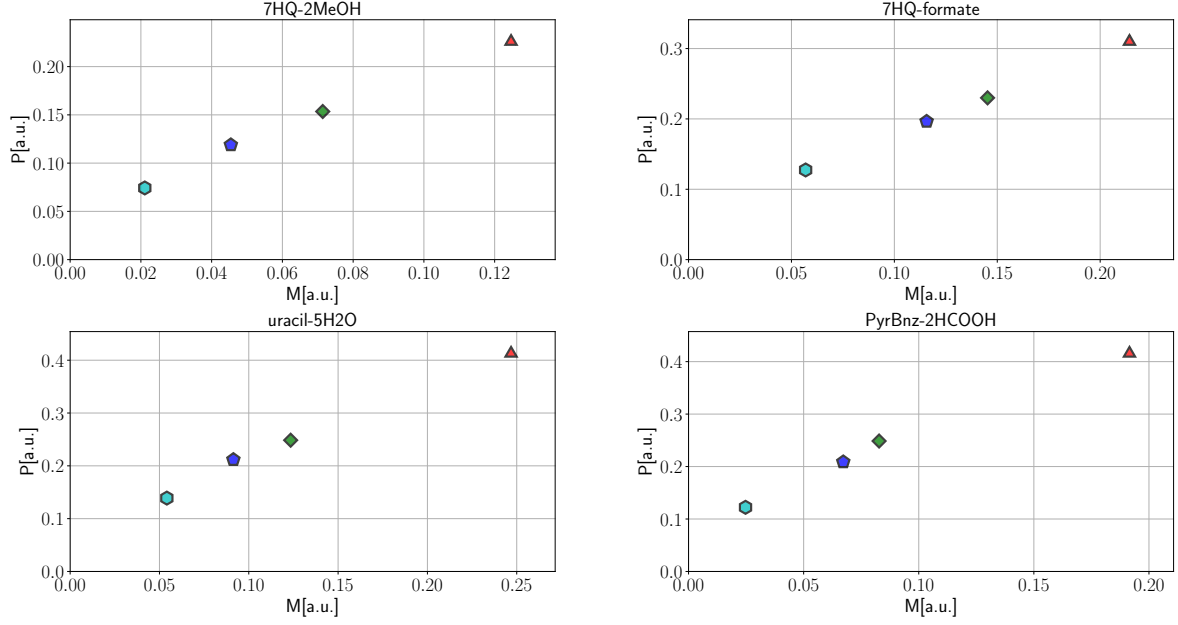 7HQ-2MeOH
P[a.u.]
0.20
0.15
0.10
0.05
0.00
0.00 0.02 0.04 0.06 0.08 0.10 0.12
M[a.u.]
7HQ-formate
P[a.u.]
0.3
0.2
0.1
0.0
0.00 0.05 0.10 0.15 0.20
M[a.u.]
uracil-5H2O
P[a.u.]
0.4
0.3
0.2
0.1
0.0
0.00 0.05 0.10 0.15 0.20 0.25
M[a.u.]
PyrBnz-2HCOOH
P[a.u.]
0.4
0.3
0.2
0.1
0.0
0.00 0.05 0.10 0.15 0.20
M[a.u.]